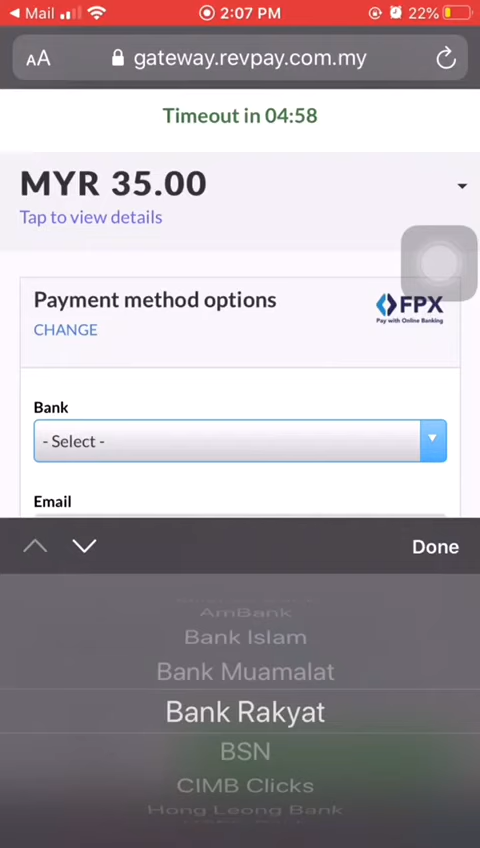 Mail 2:07 PM 22%
AA gateway.revpay.com.my
Timeout in 04:58
MYR 35.00
Tap to view details
Payment method options
FPX
Pay with Online Banking
CHANGE
Bank
- Select -
Email
Done
AmBank
Bank Islam
Bank Muamalat
Bank Rakyat
BSN
CIMB Clicks
Hong Leong Bank